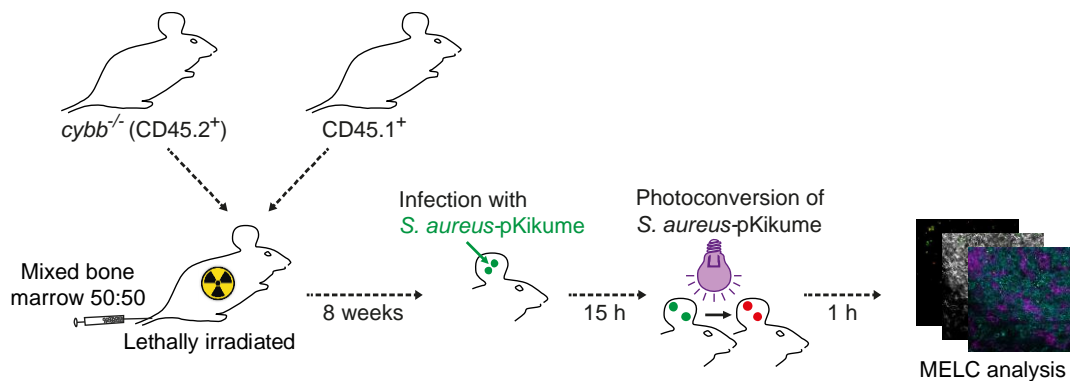 cybb-/- (CD45.2+)
CD45.1+
Infection with
S. aureus-pKikume
Photoconversion of
S. aureus-pKikume
Mixed bone
marrow 50:50
Lethally irradiated
8 weeks
15 h
1 h
MELC analysis